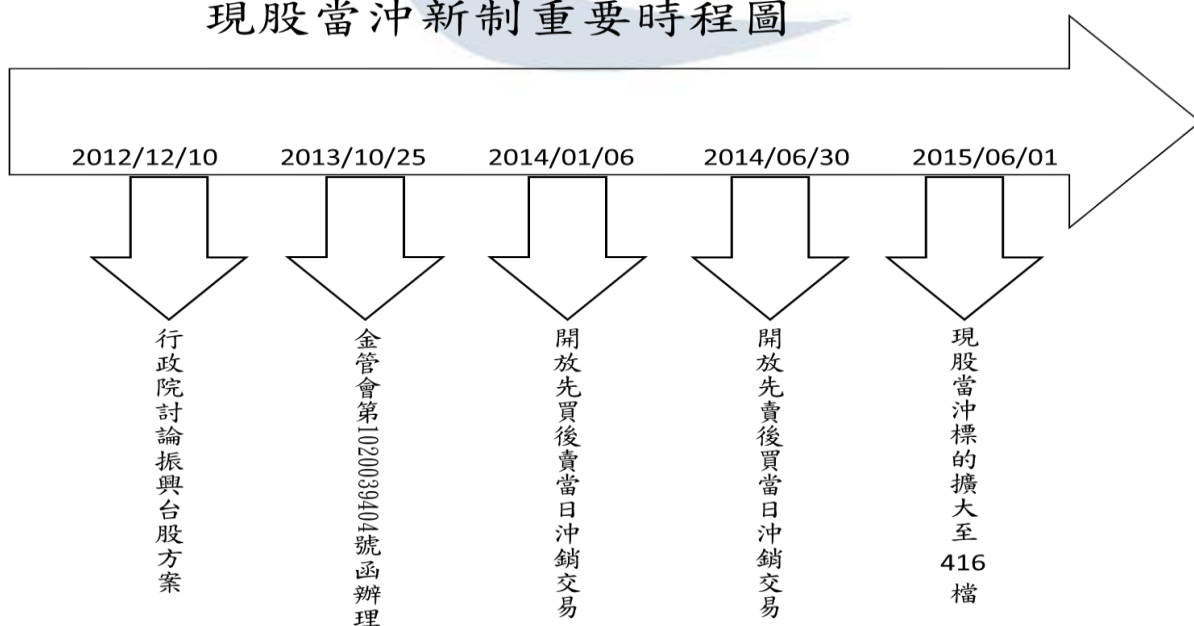 現股當沖新制重要時程圖
2012/12/10
2013/10/25
2014/01/06
2014/06/30
2015/06/01
行政院討論振興台股方案
金管會第1020039404號函辦理
開放先買後賣當日沖銷交易
開放先賣後買當日沖銷交易
現股當沖標的擴大至416檔